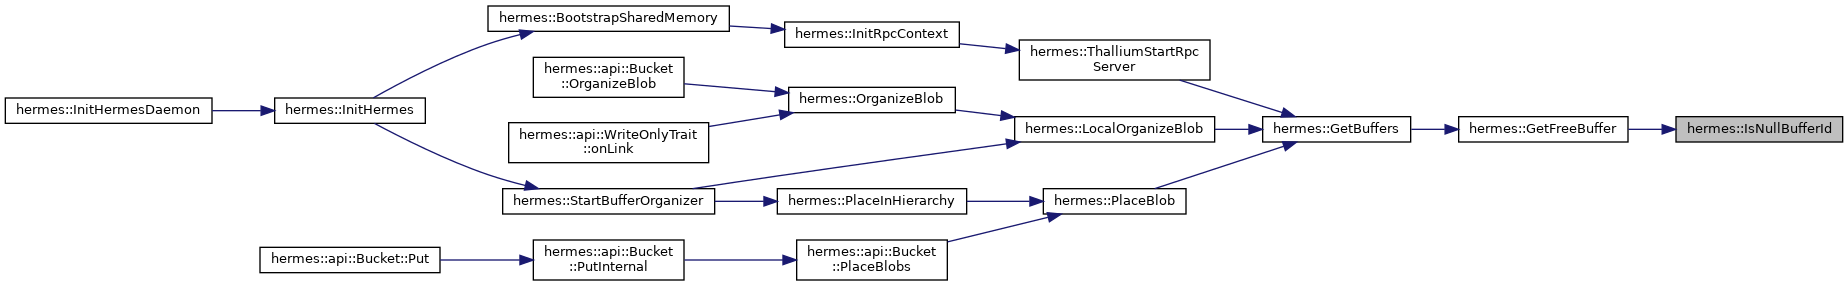 hermes::BootstrapSharedMemory
hermes::InitRpcContext
hermes::ThalliumStartRpc
Server
hermes::api::Bucket
::OrganizeBlob
hermes::OrganizeBlob
hermes::InitHermesDaemon
hermes::InitHermes
hermes::api::WriteOnlyTrait
::onLink
hermes::LocalOrganizeBlob
hermes::GetBuffers
hermes::GetFreeBuffer
hermes::IsNullBufferId
hermes::StartBufferOrganizer
hermes::PlaceInHierarchy
hermes::PlaceBlob
hermes::api::Bucket::Put
hermes::api::Bucket
::PutInternal
hermes::api::Bucket
::PlaceBlobs